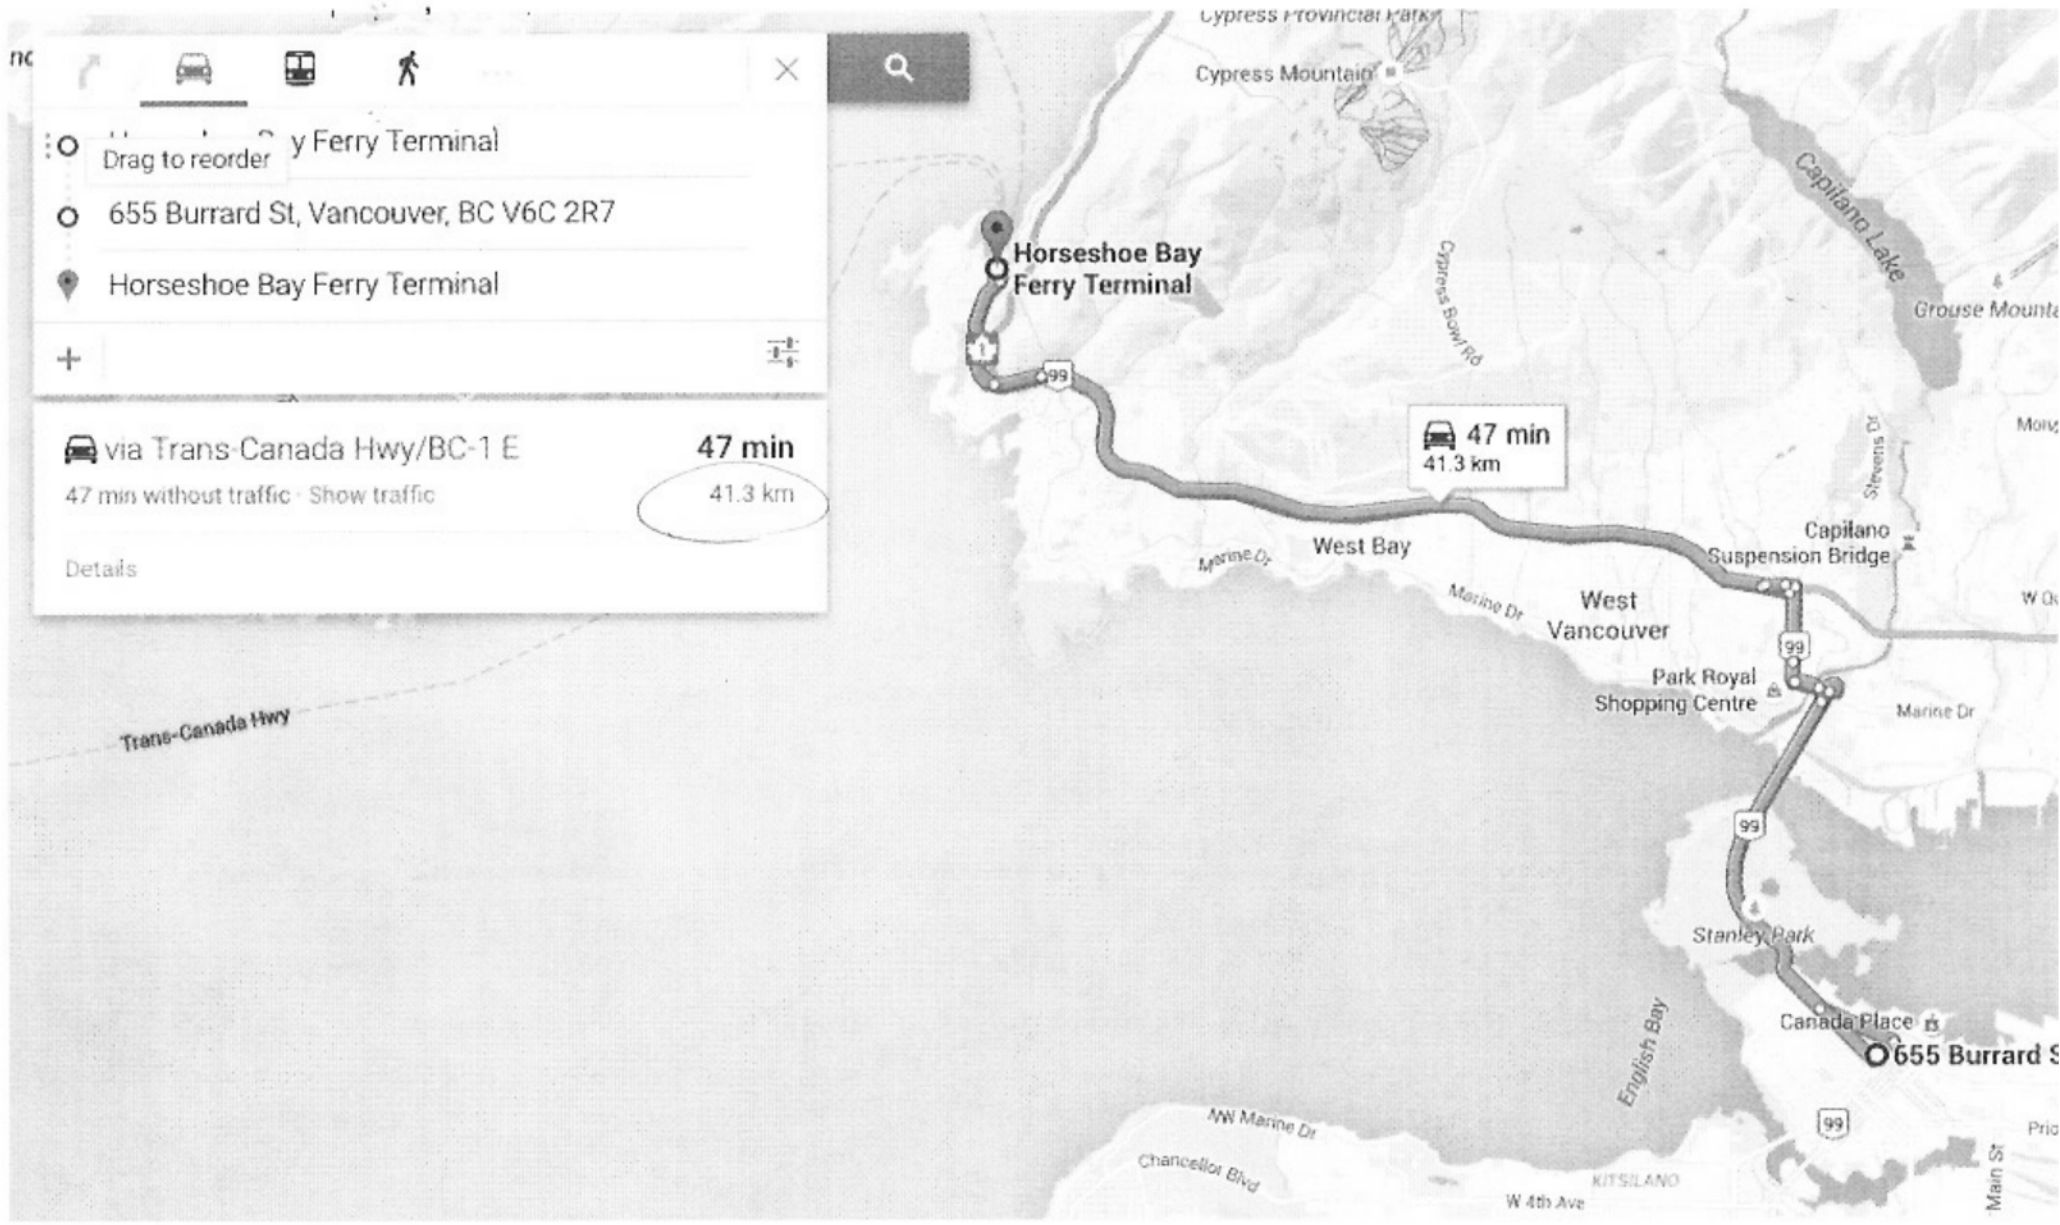 y Ferry Terminal
Drag to reorder
655 Burrard St, Vancouver, BC V6C 2R7
Horseshoe Bay Ferry Terminal
via Trans-Canada Hwy/BC-1 E
47 min
47 min without traffic · Show traffic
41.3 km
Details
Trans-Canada Hwy
Cypress Provincial Park
Cypress Mountain
Capilano Lake
Grouse Mounta
Horseshoe Bay
Ferry Terminal
Cypress Bowl Rd
1
99
47 min
41.3 km
Stevens Dr
Capilano
Suspension Bridge
Marine Dr
West Bay
Marine Dr
West
Vancouver
99
Park Royal
Shopping Centre
Marine Dr
99
Stanley Park
English Bay
Canada Place
655 Burrard S
99
NW Marine Dr
Chancellor Blvd
KITSILANO
W 4th Ave
Main St